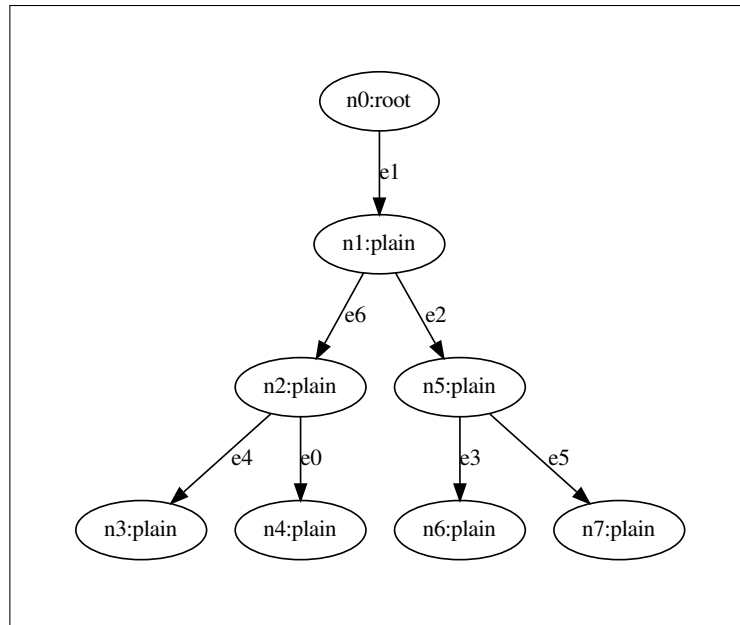 n0:root
e1
n1:plain
e6
e2
n2:plain
n5:plain
e4
e0
e3
e5
n3:plain
n4:plain
n6:plain
n7:plain